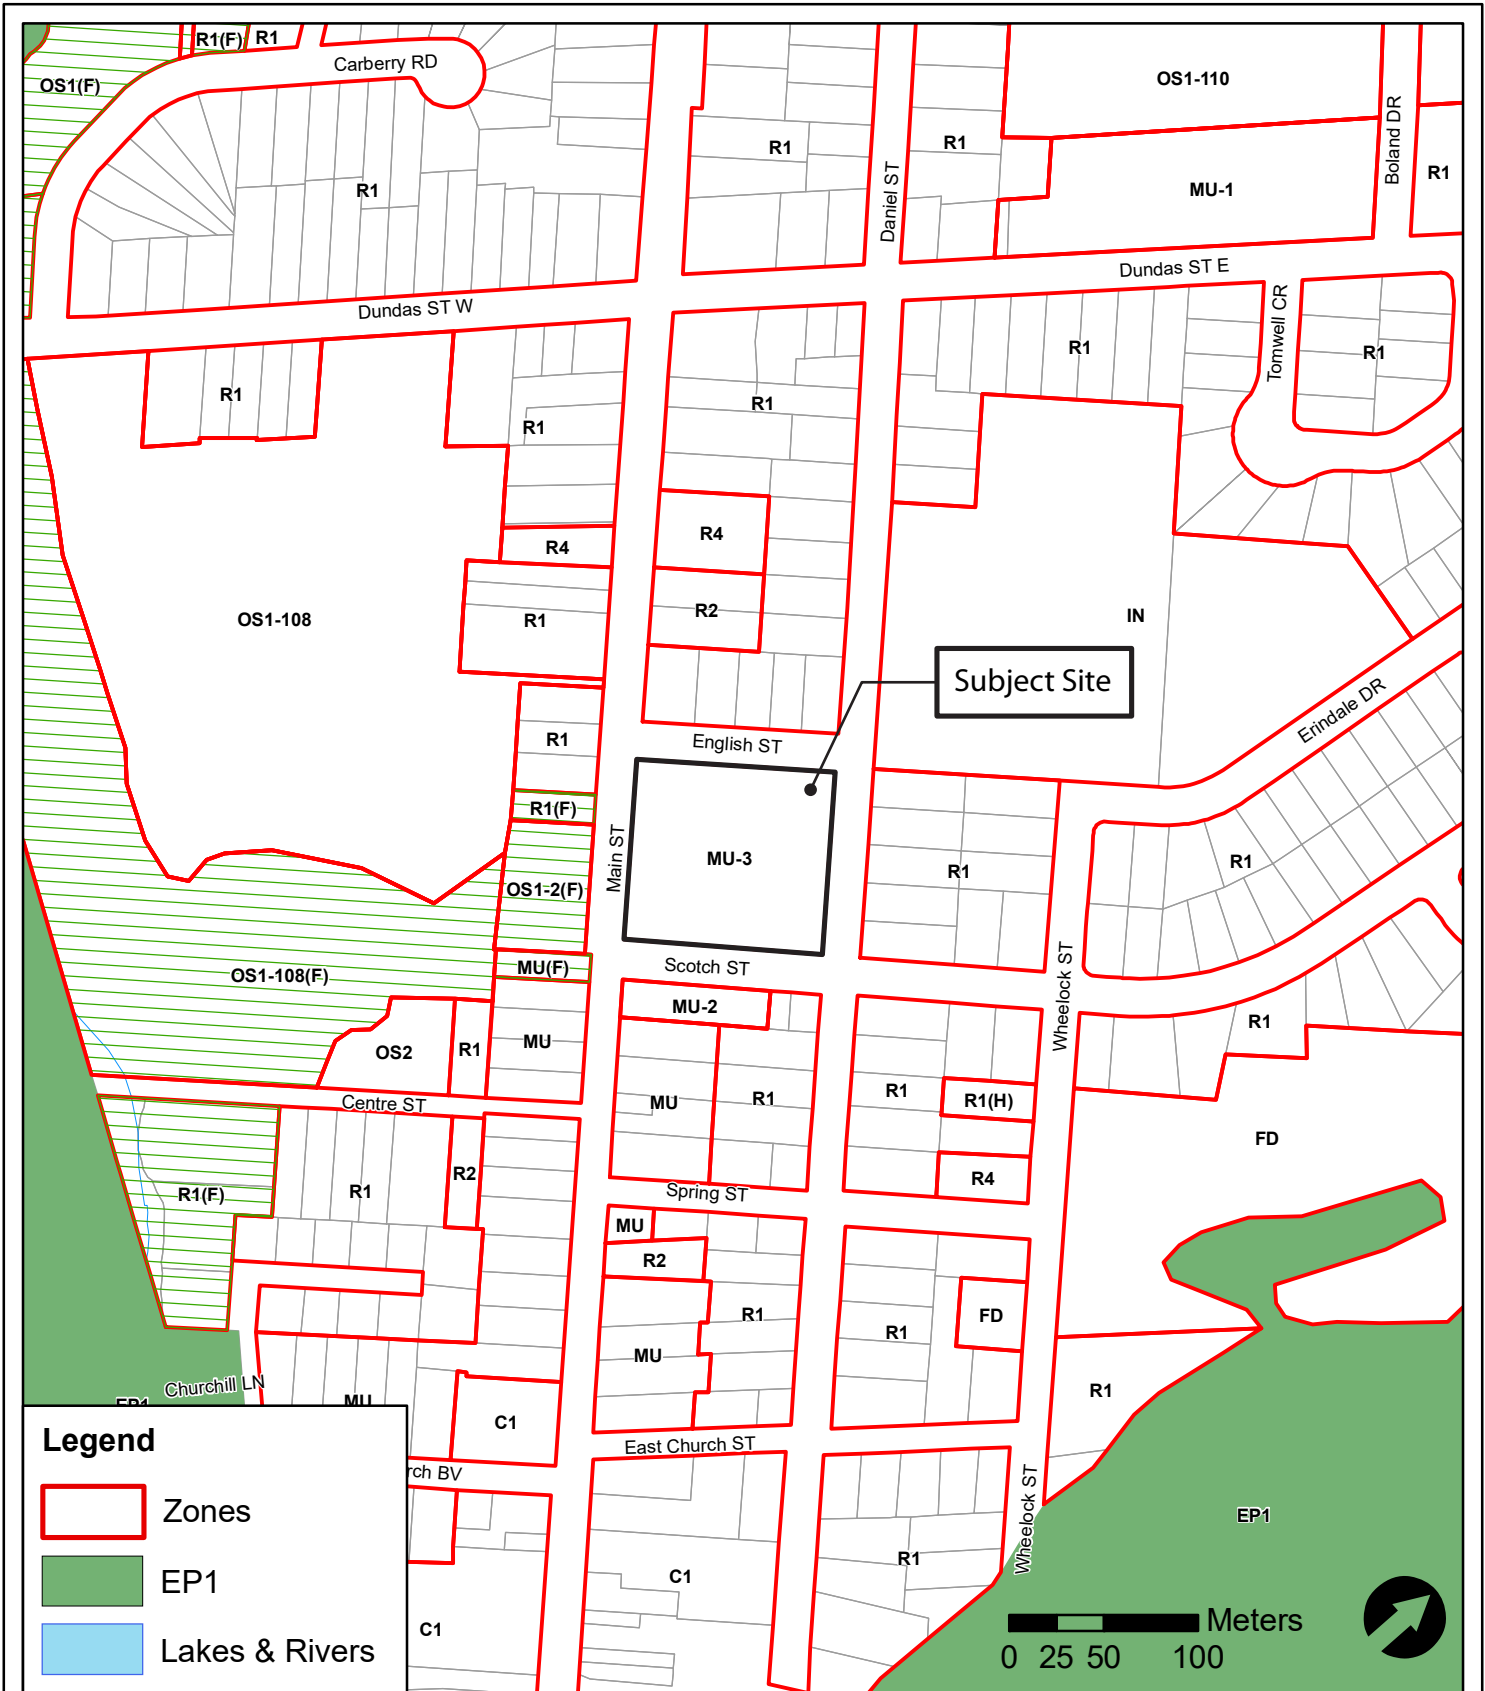 R1(F)
R1
Carberry RD
OS1(F)
OS1-110
Boland DR
R1
R1
R1
MU-1
R1
Daniel ST
Dundas ST E
Dundas ST W
Tomwell CR
R1
R1
R1
R1
R1
R4
R4
OS1-108
R2
R1
IN
Subject Site
Erindale DR
R1
English ST
R1(F)
Main ST
MU-3
R1
R1
OS1-2(F)
Wheelock ST
Scotch ST
MU(F)
OS1-108(F)
MU-2
R1
OS2
R1
MU
R1
R1(H)
MU
R1
Centre ST
FD
R2
R4
R1
R1(F)
Spring ST
MU
R2
R1
FD
R1
MU
R1
Churchill LN
EP1
MU
C1
East Church ST
rch BV
Wheelock ST
EP1
R1
C1
C1
Legend
Zones
EP1
Lakes & Rivers
Meters
0 25 50 100